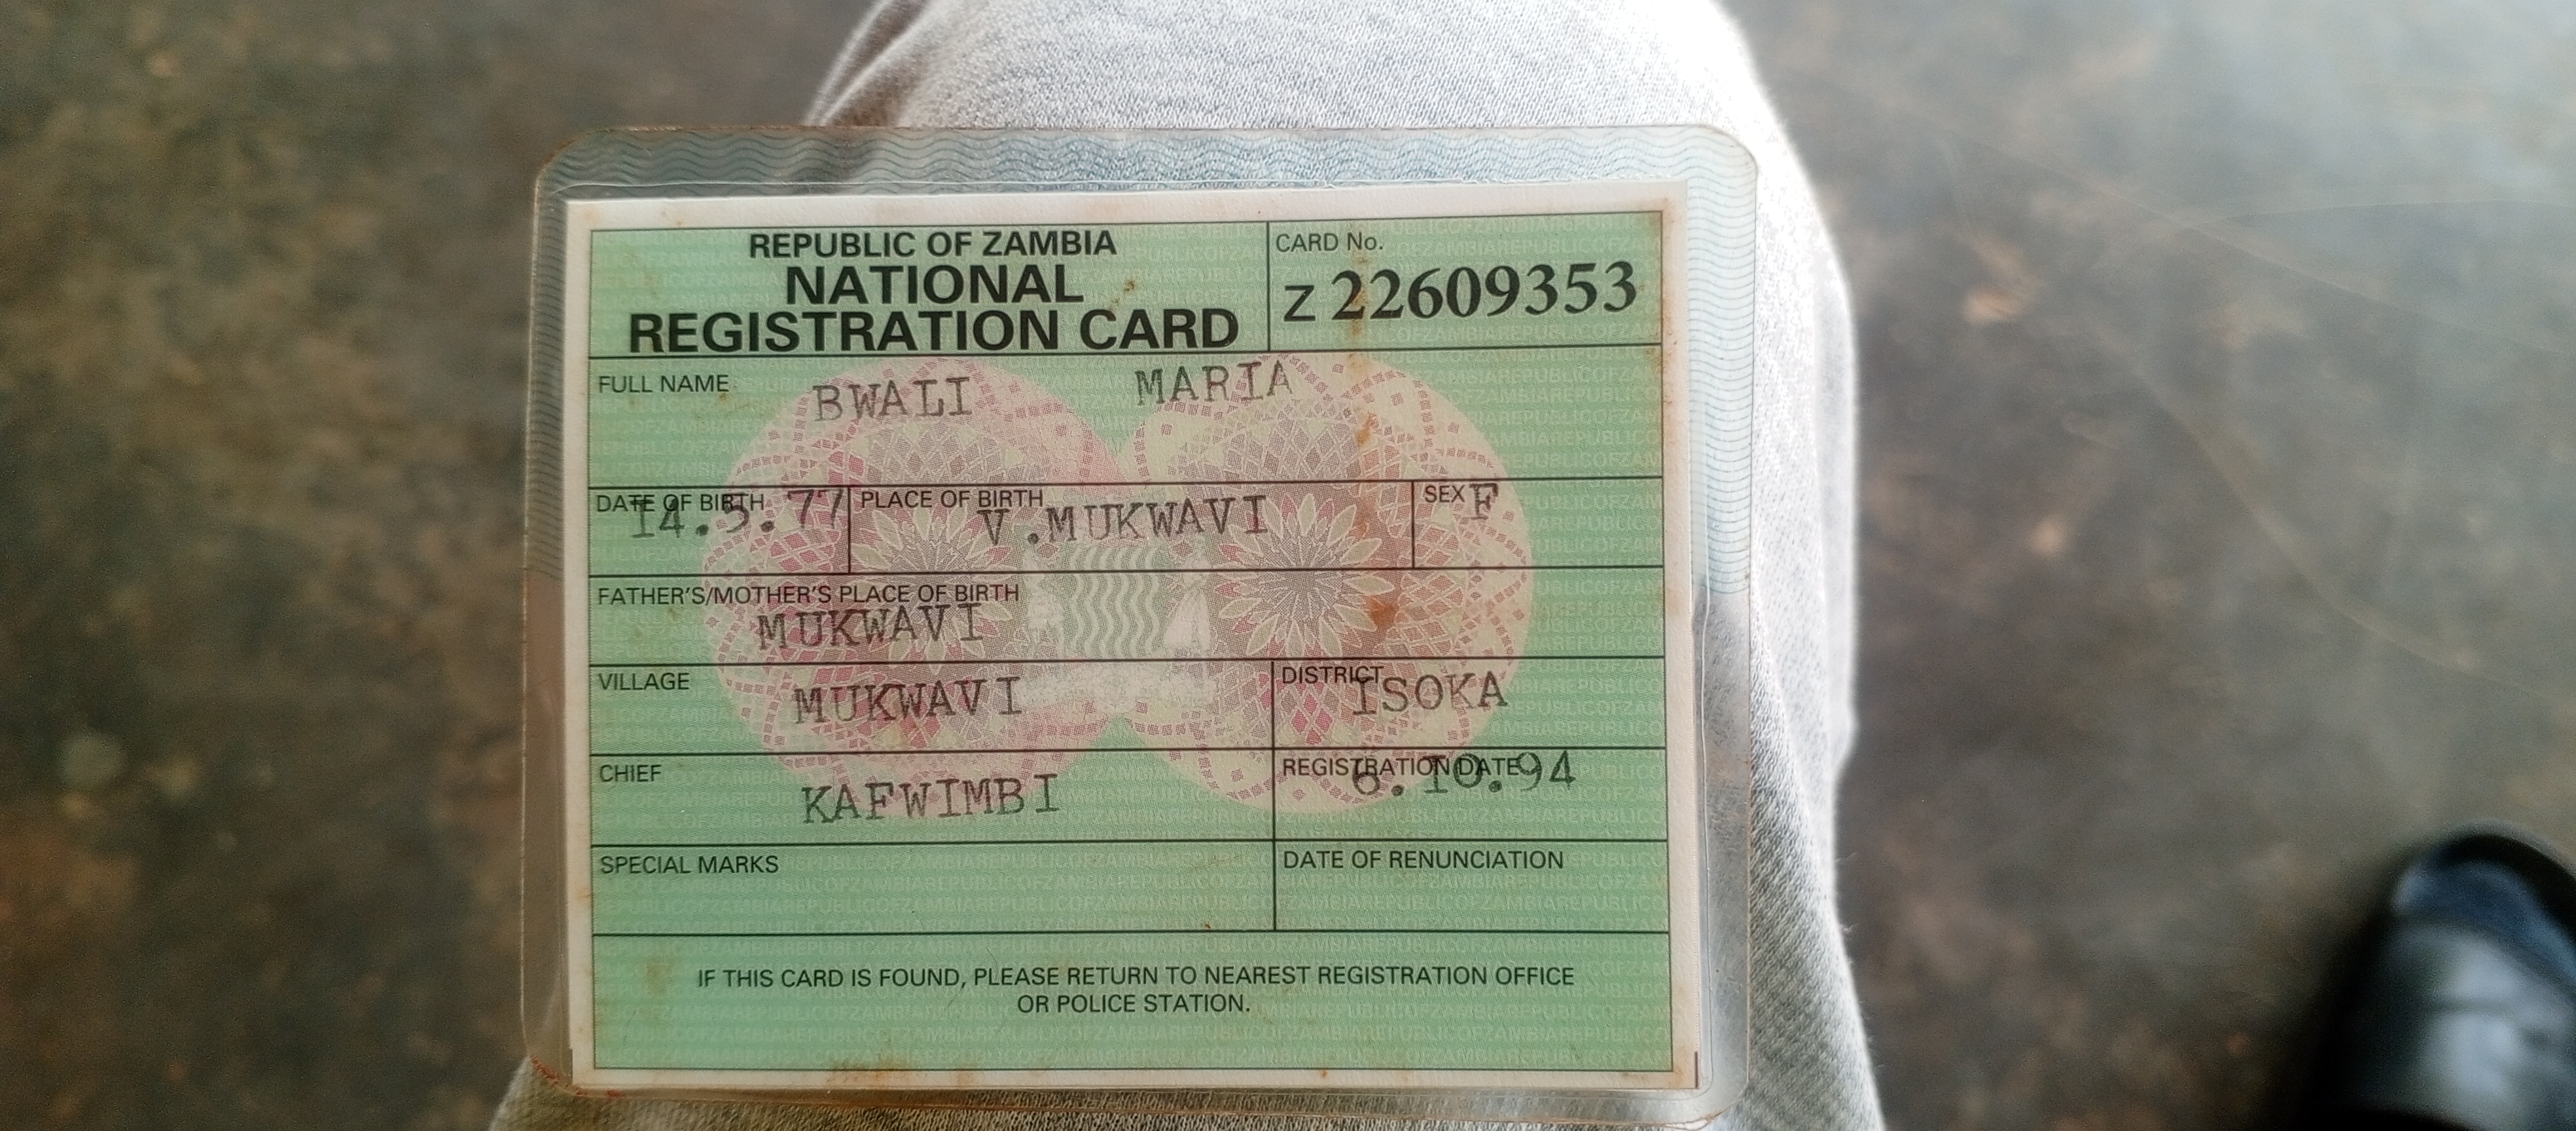 REPUBLIC OF ZAMBIA
NATIONAL
REGISTRATION CARD
CARD No.
Z 22609353
FULL NAME BWALI MARIA
DATE OF BIRTH 14.5.77 PLACE OF BIRTH V.MUKWAVI SEX F
FATHER'S/MOTHER'S PLACE OF BIRTH
MUKWAVI
VILLAGE MUKWAVI DISTRICT ISOKA
CHIEF KAFWIMBI REGISTRATION DATE 6.10.94
SPECIAL MARKS DATE OF RENUNCIATION
IF THIS CARD IS FOUND, PLEASE RETURN TO NEAREST REGISTRATION OFFICE
OR POLICE STATION.